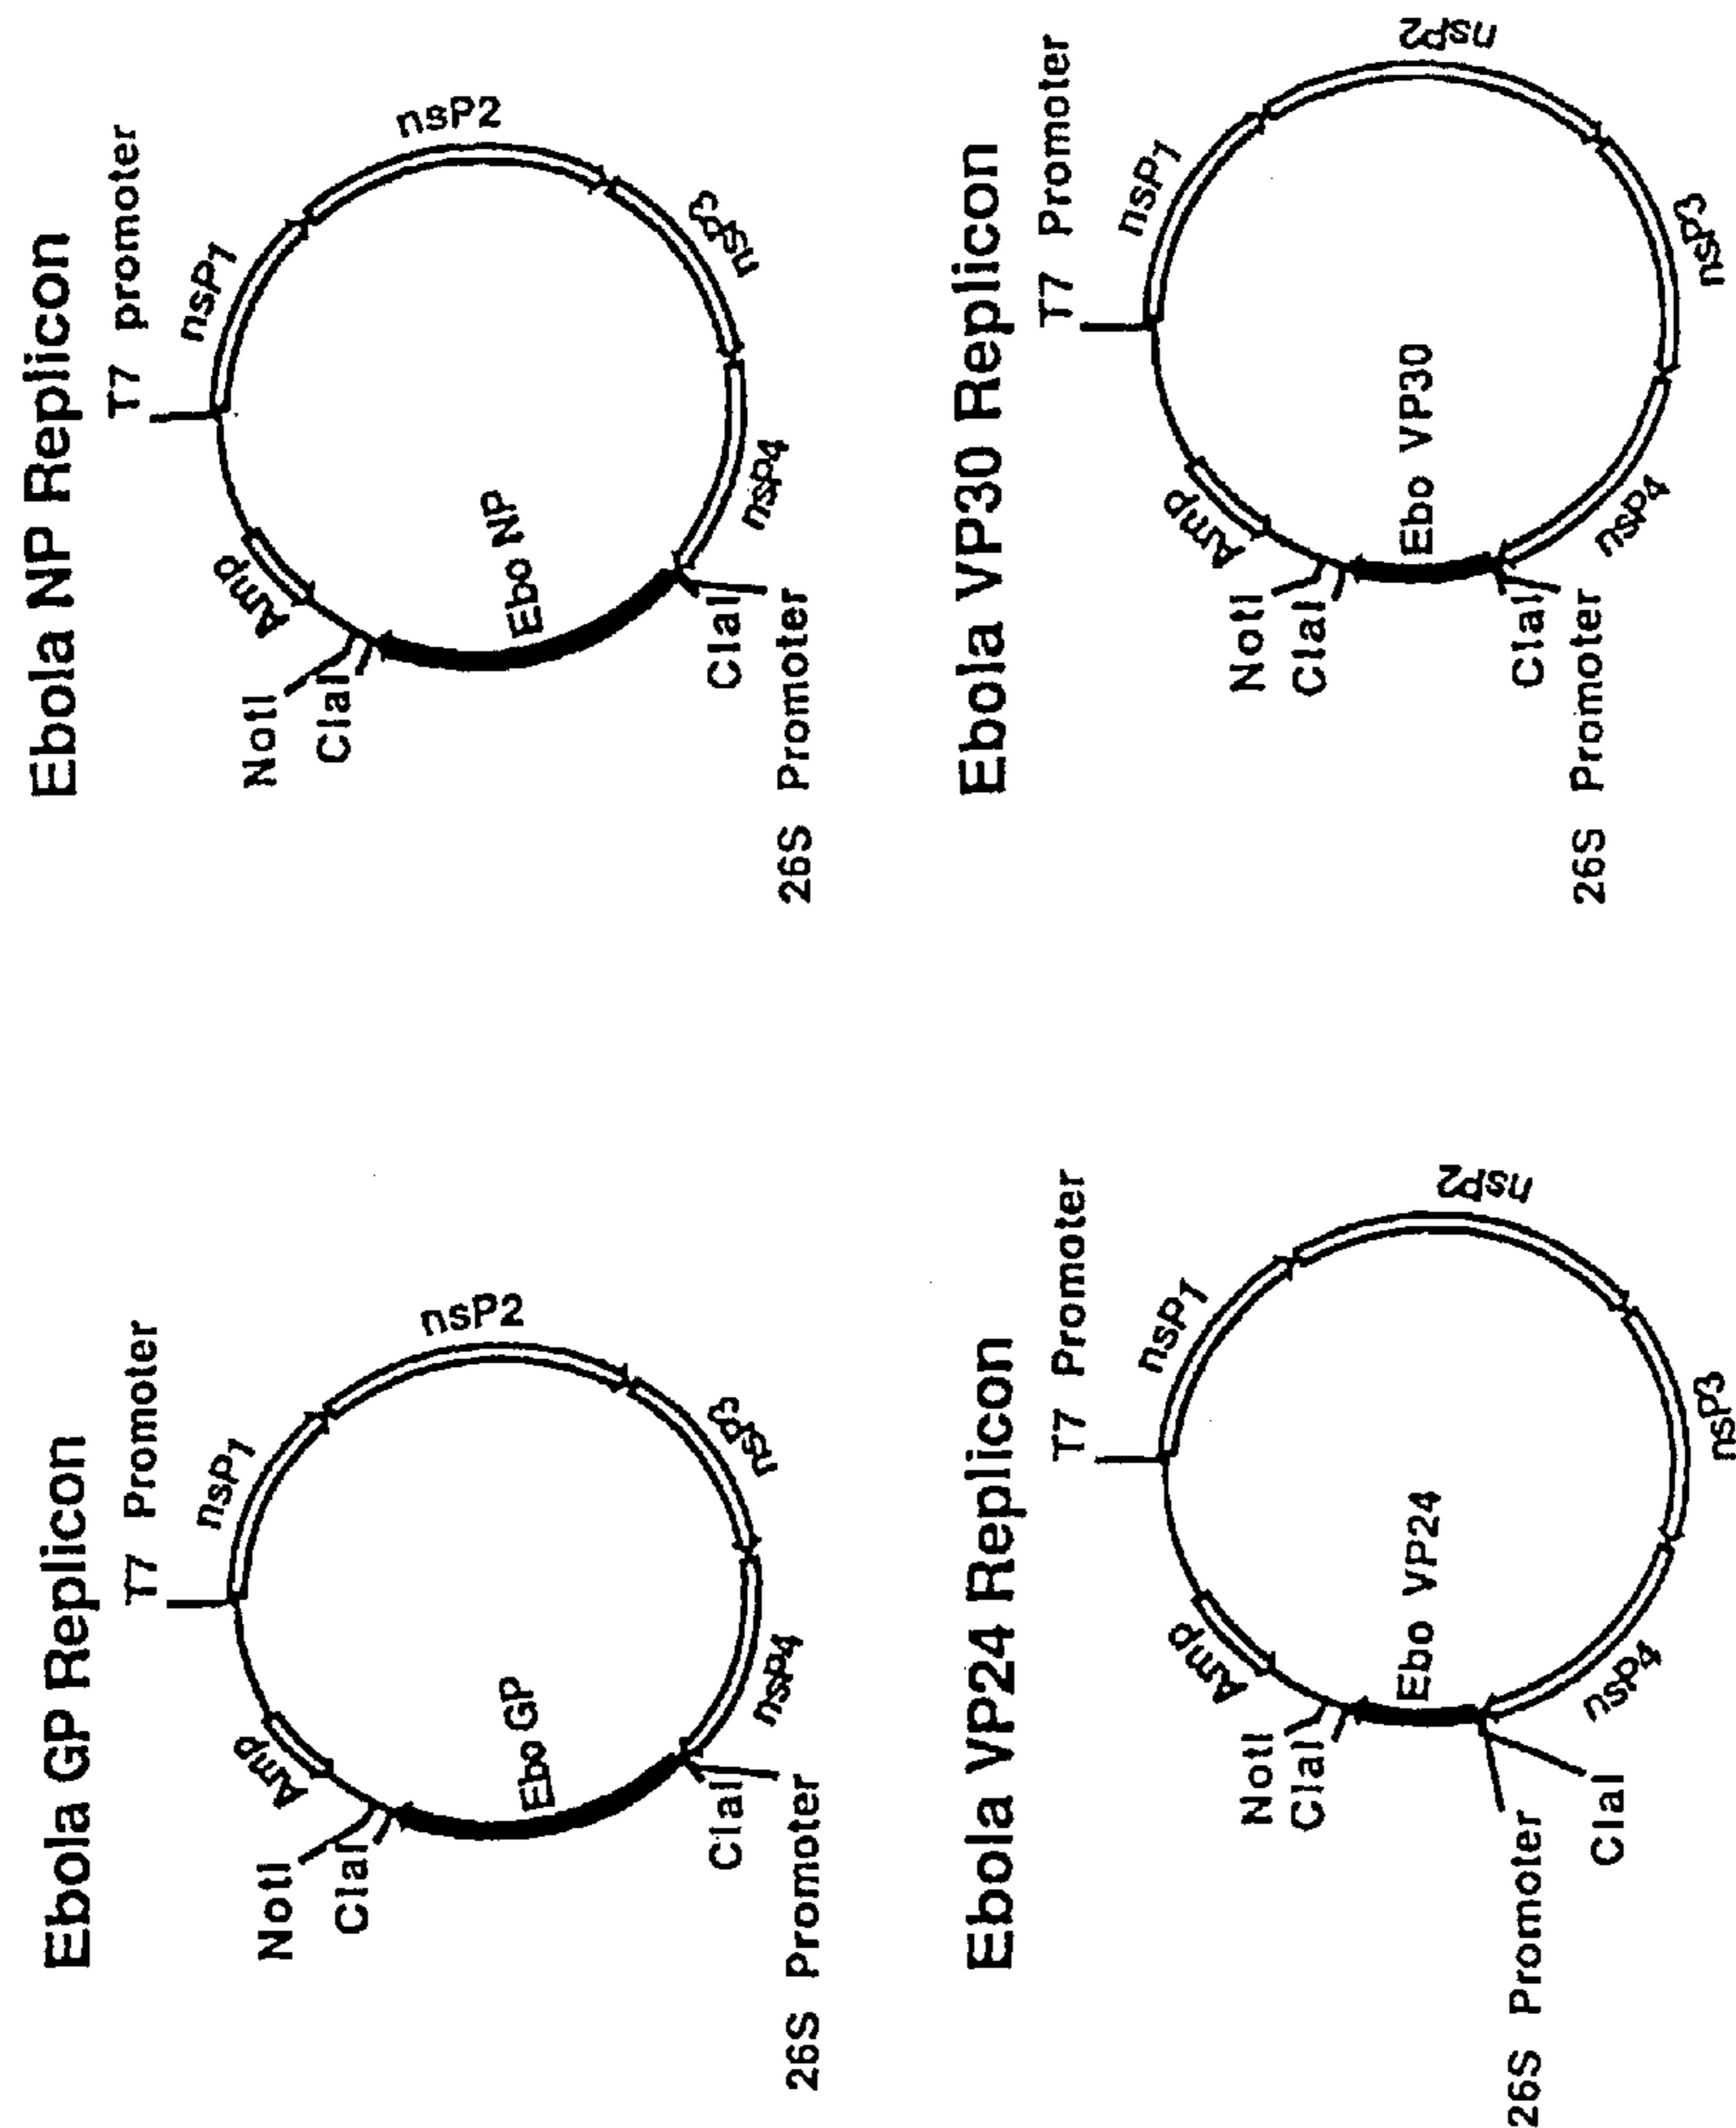 Ebola GP Replicon
T7 Promoter
nsP1
nsP2
nsP3
nsP4
Amp
NotI
ClaI
Ebo GP
ClaI
26S Promoter
Ebola NP Replicon
T7 promoter
nsP1
nsP2
nsP3
nsP4
Amp
NotI
ClaI
Ebo NP
ClaI
26S Promoter
Ebola VP24 Replicon
T7 Promoter
nsP1
nsP2
nsP3
nsP4
Amp
NotI
ClaI
Ebo VP24
26S Promoter
ClaI
Ebola VP30 Replicon
T7 Promoter
nsP1
nsP2
nsP3
nsP4
Amp
NotI
ClaI
Ebo VP30
ClaI
26S Promoter